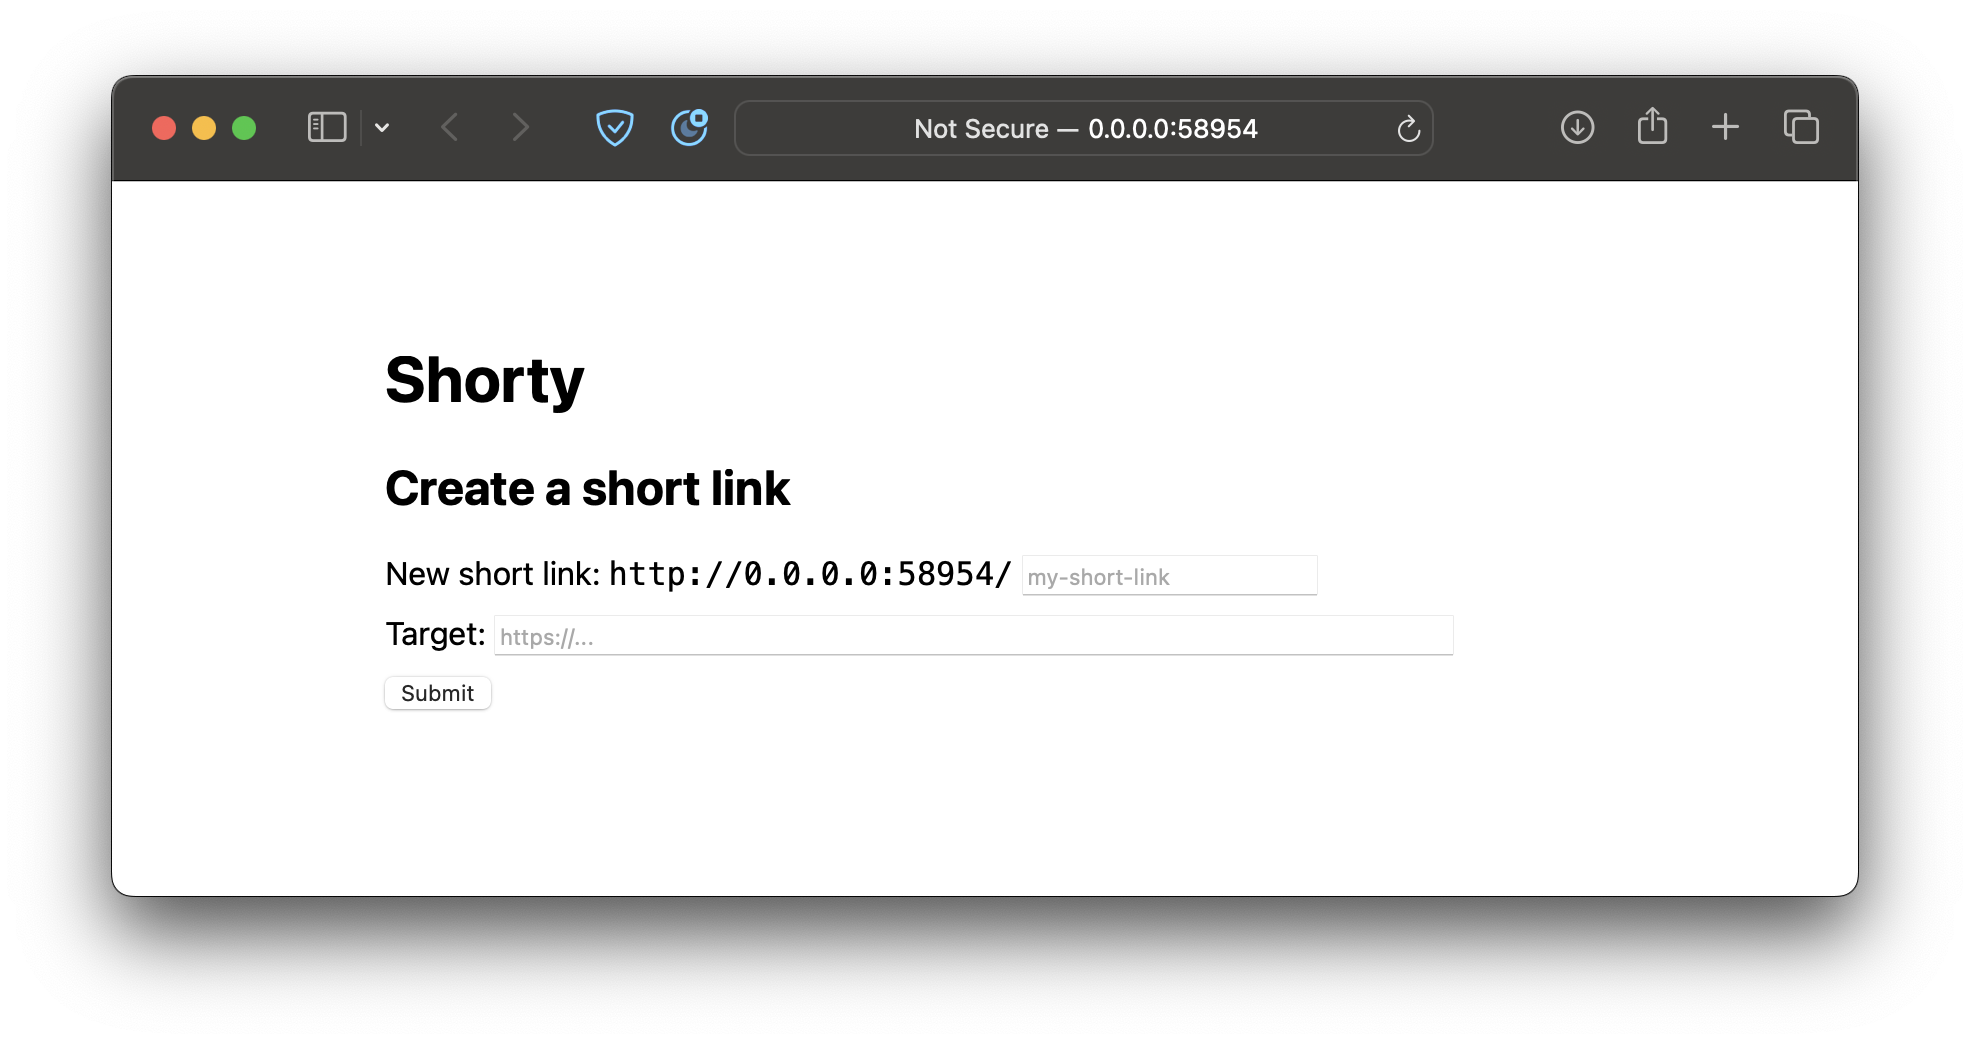 Not Secure — 0.0.0.0:58954
Shorty
Create a short link
New short link: http://0.0.0.0:58954/ my-short-link
Target: https://...
Submit